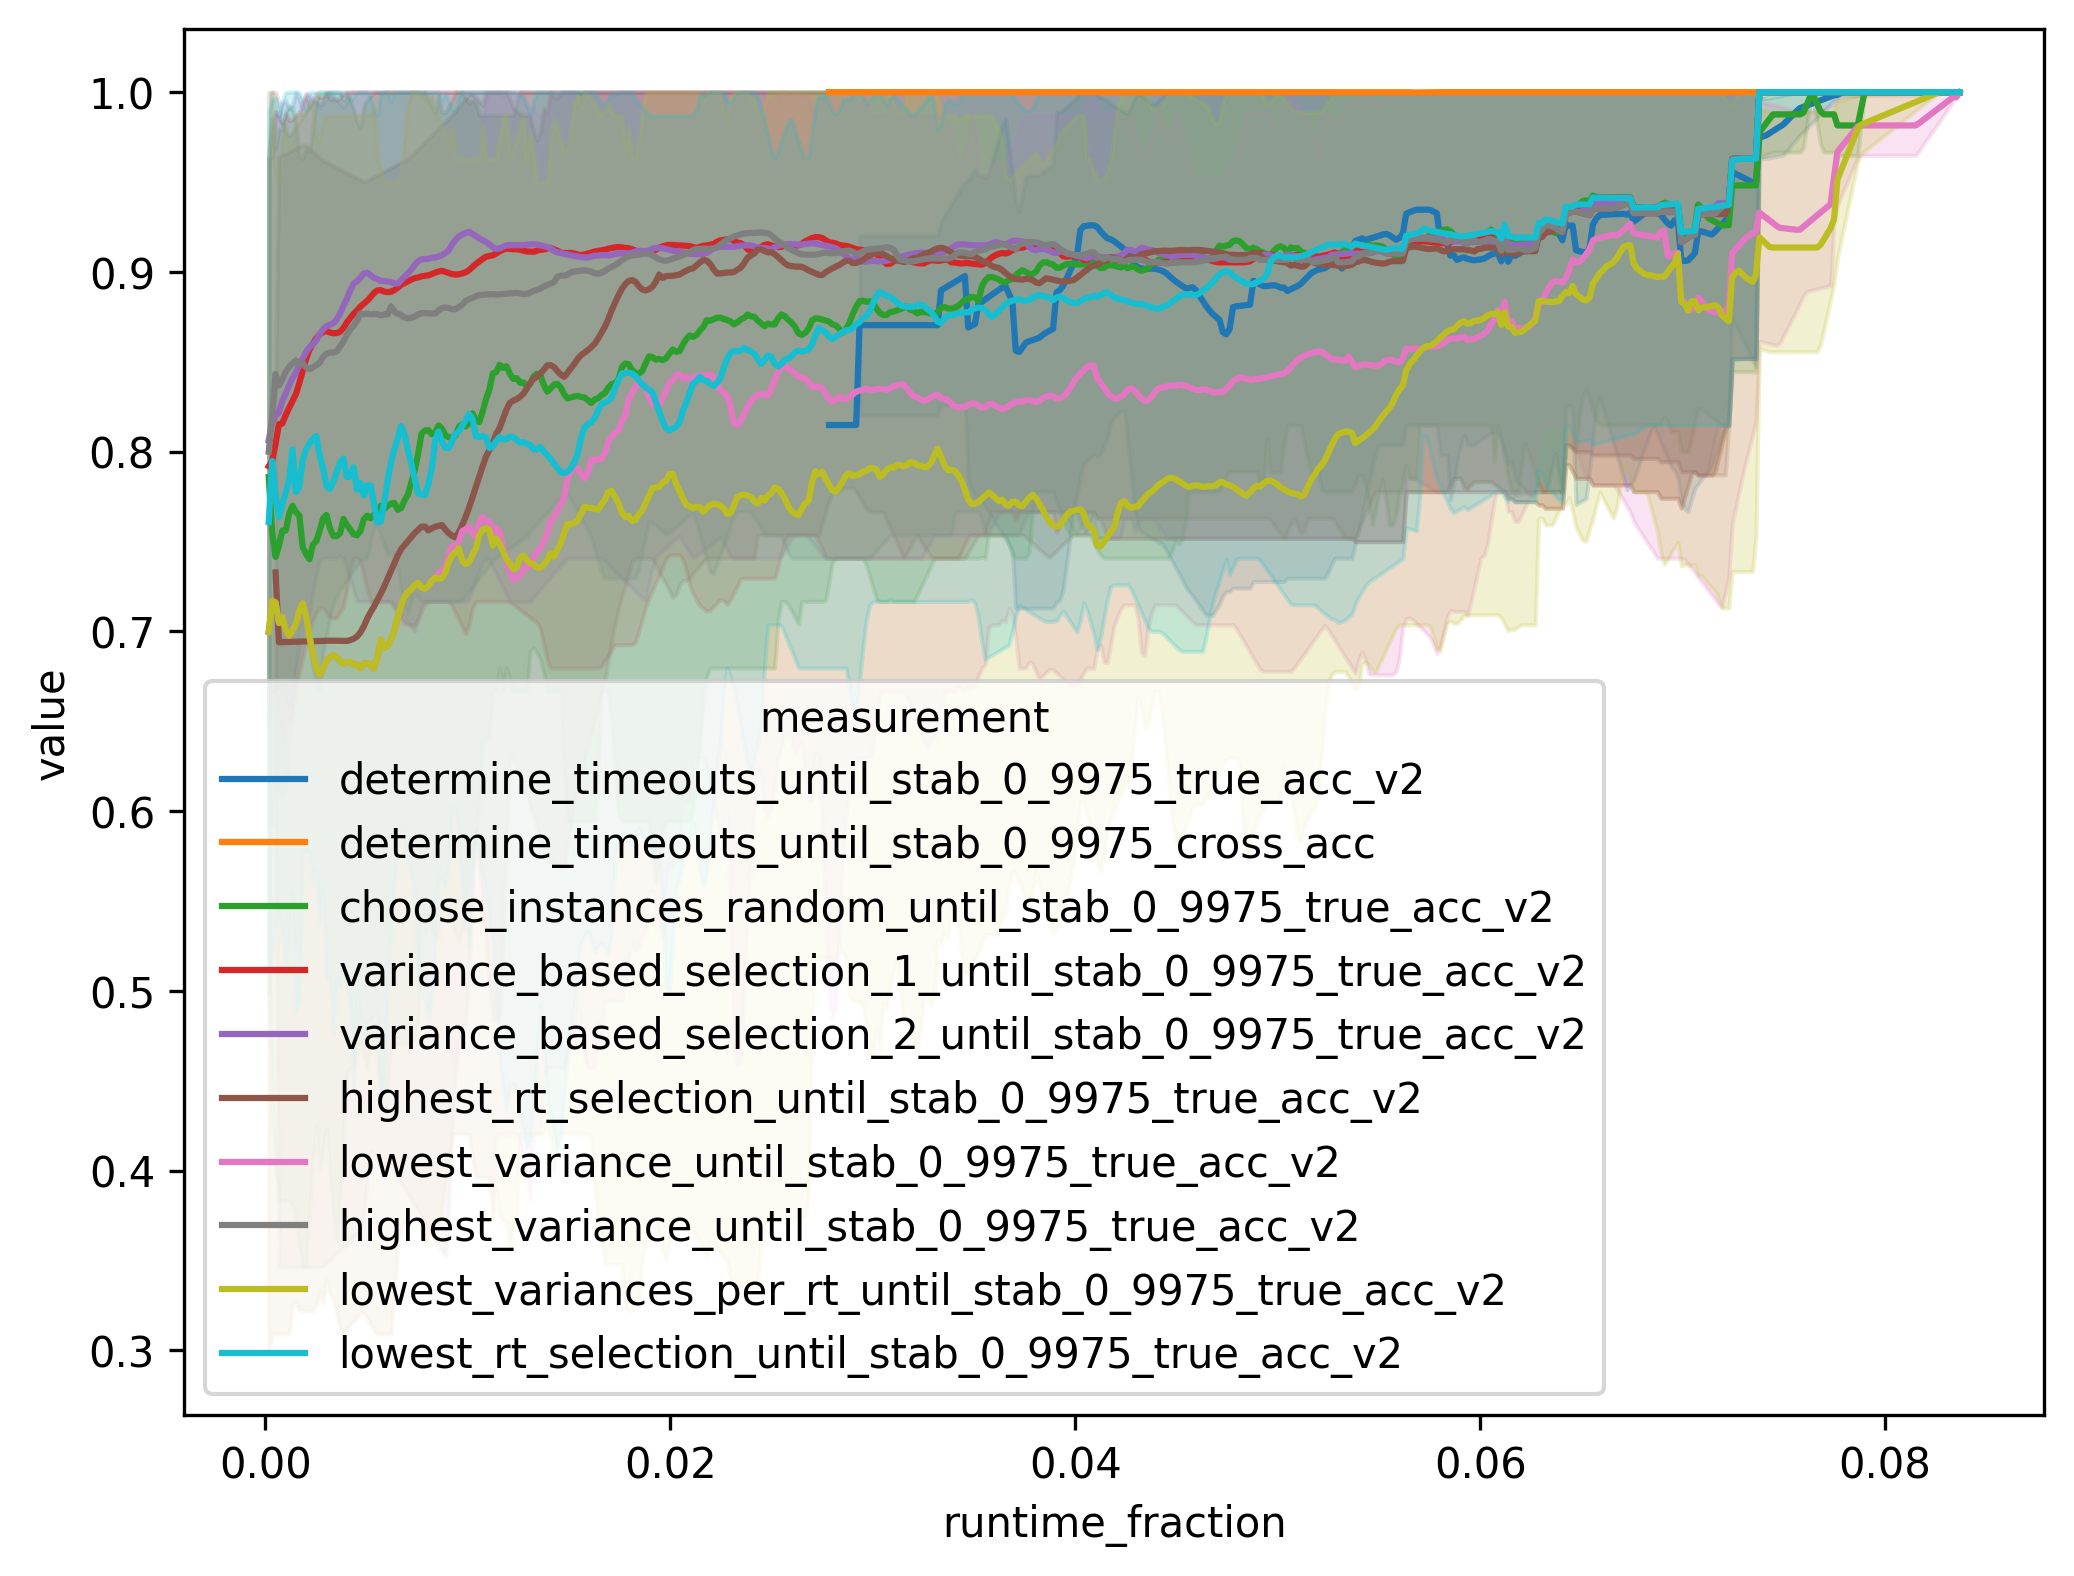 1.0
0.9
0.8
0.7
0.6
0.5
0.4
0.3
value
measurement
determine_timeouts_until_stab_0_9975_true_acc_v2
determine_timeouts_until_stab_0_9975_cross_acc
choose_instances_random_until_stab_0_9975_true_acc_v2
variance_based_selection_1_until_stab_0_9975_true_acc_v2
variance_based_selection_2_until_stab_0_9975_true_acc_v2
highest_rt_selection_until_stab_0_9975_true_acc_v2
lowest_variance_until_stab_0_9975_true_acc_v2
highest_variance_until_stab_0_9975_true_acc_v2
lowest_variances_per_rt_until_stab_0_9975_true_acc_v2
lowest_rt_selection_until_stab_0_9975_true_acc_v2
0.00 0.02 0.04 0.06 0.08
runtime_fraction